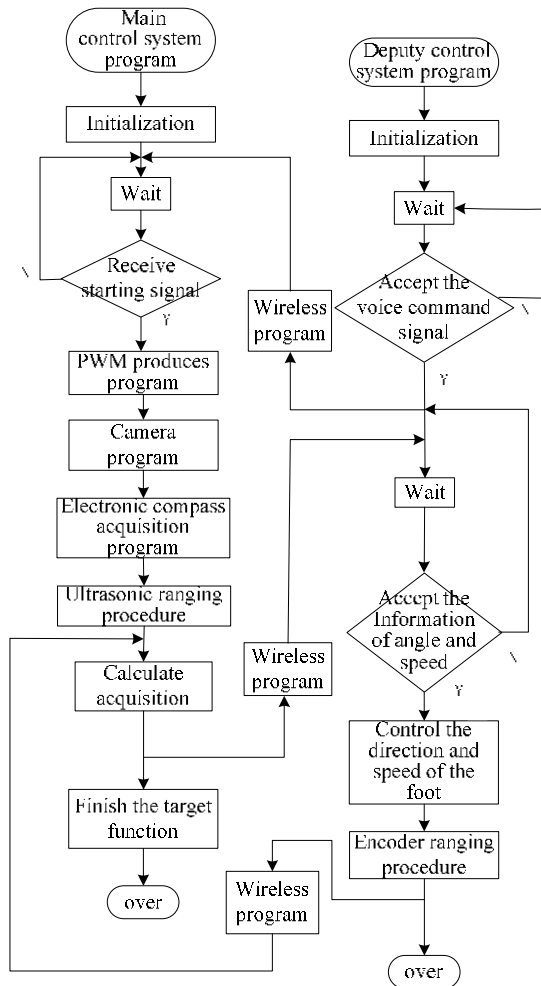 Main
control system
program
Initialization
Wait
Receive
starting signal
PWM produces
program
Camera
program
Electronic compass
acquisition
program
Ultrasonic ranging
procedure
Calculate
acquisition
Finish the target
function
over
Wireless
program
Wireless
program
Wireless
program
Deputy control
system program
Initialization
Wait
Accept the
voice command
signal
Wait
Accept the
Information
of angle and
speed
Control the
direction and
speed of the
foot
Encoder ranging
procedure
over